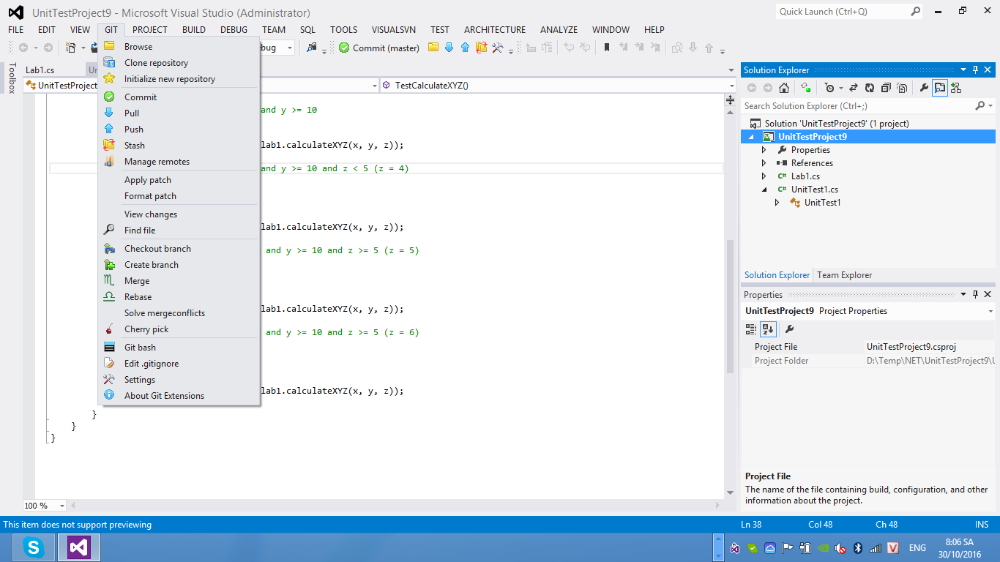 UnitTestProject9 - Microsoft Visual Studio (Administrator)
Quick Launch (Ctrl+Q)
FILE EDIT VIEW GIT PROJECT BUILD DEBUG TEAM SQL TOOLS VISUALSVN TEST ARCHITECTURE ANALYZE WINDOW HELP
bug
Commit (master)
Toolbox
Lab1.cs
Un
UnitTestProject
TestCalculateXYZ()
Browse
Clone repository
Initialize new repository
Commit
Pull
Push
Stash
Manage remotes
Apply patch
Format patch
View changes
Find file
Checkout branch
Create branch
Merge
Rebase
Solve mergeconflicts
Cherry pick
Git bash
Edit .gitignore
Settings
About Git Extensions
and y >= 10
lab1.calculateXYZ(x, y, z));
and y >= 10 and z < 5 (z = 4)
lab1.calculateXYZ(x, y, z));
and y >= 10 and z >= 5 (z = 5)
lab1.calculateXYZ(x, y, z));
and y >= 10 and z >= 5 (z = 6)
lab1.calculateXYZ(x, y, z));
}
}
}
100 %
Solution Explorer
Search Solution Explorer (Ctrl+;)
Solution 'UnitTestProject9' (1 project)
UnitTestProject9
Properties
References
C# Lab1.cs
C# UnitTest1.cs
UnitTest1
Solution Explorer Team Explorer
Properties
UnitTestProject9 Project Properties
Project File UnitTestProject9.csproj
Project Folder D:\Temp\NET\UnitTestProject9\U
Project File
The name of the file containing build, configuration, and other
information about the project.
This item does not support previewing
Ln 38 Col 48 Ch 48 INS
ENG
8:06 SA
30/10/2016